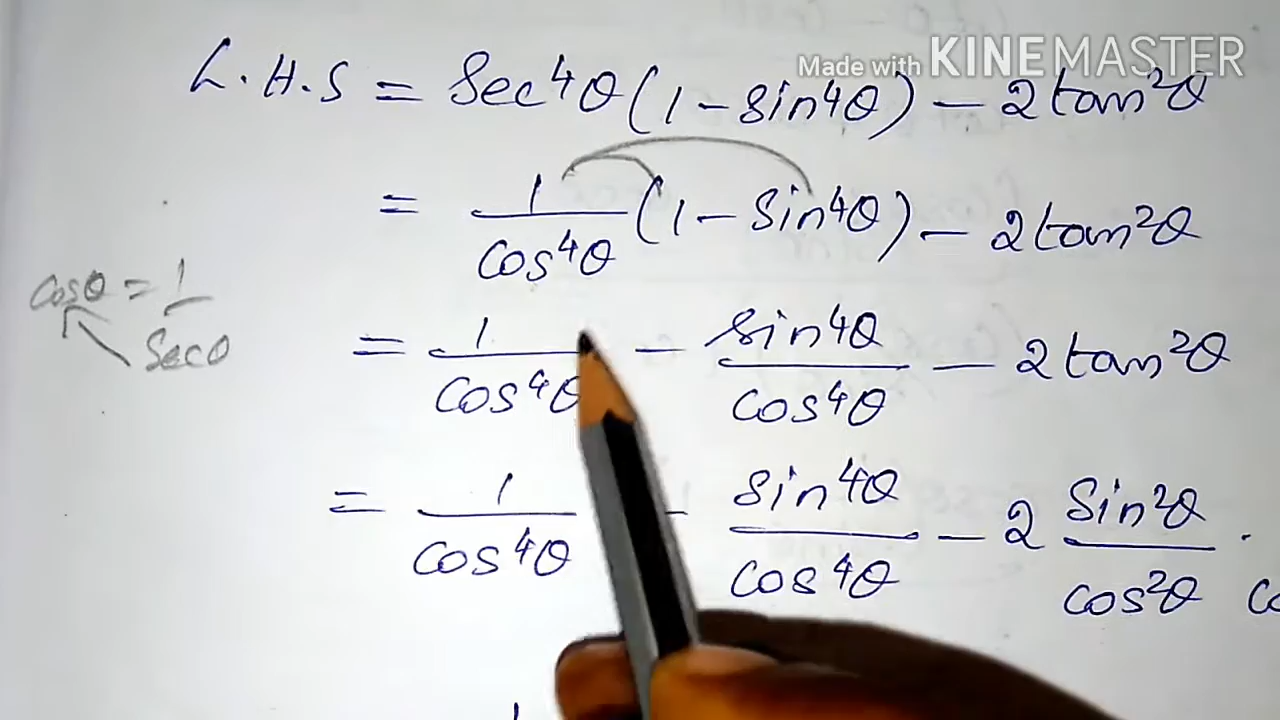 Made with KINEMASTER
L.H.S = Sec⁴θ(1 - sin⁴θ) - 2tan²θ
= 1/cos⁴θ (1 - sin⁴θ) - 2tan²θ
cosθ = 1/secθ
= 1/cos⁴θ - sin⁴θ/cos⁴θ - 2tan²θ
= 1/cos⁴θ - sin⁴θ/cos⁴θ - 2 sin²θ/cos²θ .